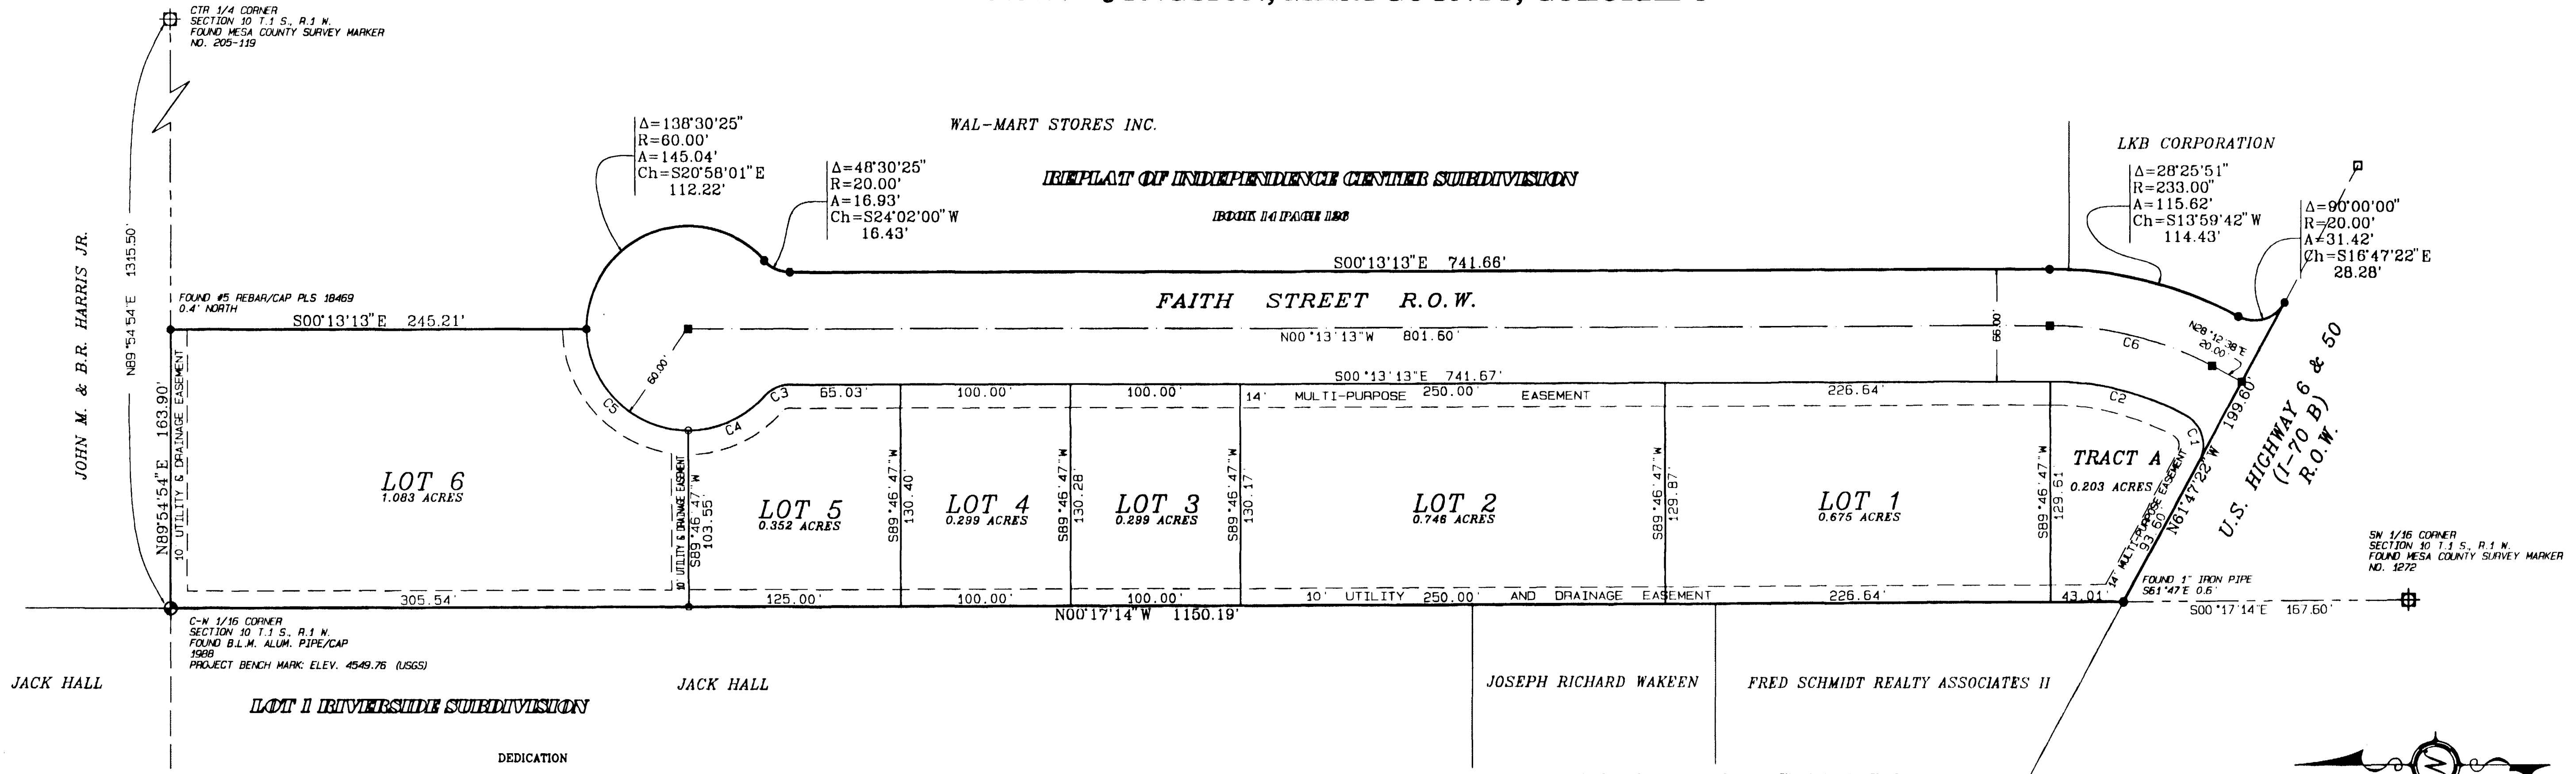 CTR 1/4 CORNER
SECTION 10 T.1 S., R.1 W.
FOUND MESA COUNTY SURVEY MARKER
NO. 205-119
JOHN M. & B.R. HARRIS JR.
N89°54'54"E 1315.50'
Δ=138°30'25"
R=60.00'
A=145.04'
Ch=S20°58'01"E
112.22'
Δ=48°30'25"
R=20.00'
A=16.93'
Ch=S24°02'00"W
16.43'
WAL-MART STORES INC.
REPLAT OF INDEPENDENCE CENTER SUBDIVISION
LKB CORPORATION
Δ=28°25'51"
R=233.00"
A=115.62'
Ch=S13°59'42"W
114.43'
Δ=90°00'00"
R=20.00'
A=31.42'
Ch=S16°47'22"E
28.28'
FOUND #5 REBAR/CAP PLS 18469
0.4' NORTH
S00°13'13"E 245.21'
S00°13'13"E 741.66'
FAITH STREET R.O.W.
N00°13'13"W 801.60'
66.00'
60.00'
C6
N28°12'38"E
20.00'
S00°13'13"E 741.67'
C5
C4
C3
65.03'
100.00'
100.00'
14' MULTI-PURPOSE 250.00' EASEMENT
226.64'
C2
C1
199.60'
U.S. HIGHWAY 6 & 50
(I-70 B)
R.O.W.
N89°54'54"E 163.90'
10' UTILITY & DRAINAGE EASEMENT
LOT 6
1.083 ACRES
10' UTILITY & DRAINAGE EASEMENT
S89°46'47"W
103.55'
LOT 5
0.352 ACRES
S89°46'47"W
130.40'
LOT 4
0.299 ACRES
S89°46'47"W
130.28'
LOT 3
0.299 ACRES
S89°46'47"W
130.17'
LOT 2
0.746 ACRES
S89°46'47"W
129.87'
LOT 1
0.675 ACRES
S89°46'47"W
129.61'
TRACT A
0.203 ACRES
14' MULTI-PURPOSE EASEMENT
93.60'
N61°47'22"W
SW 1/16 CORNER
SECTION 10 T.1 S., R.1 W.
FOUND MESA COUNTY SURVEY MARKER
NO. 1272
FOUND 1" IRON PIPE
S61°47'E 0.6'
305.54'
125.00'
100.00'
100.00'
10' UTILITY 250.00' AND DRAINAGE EASEMENT
226.64'
43.01'
S00°17'14"E 167.60'
N00°17'14"W 1150.19'
C-W 1/16 CORNER
SECTION 10 T.1 S., R.1 W.
FOUND B.L.M. ALUM. PIPE/CAP
1988
PROJECT BENCH MARK: ELEV. 4549.76 (USGS)
JACK HALL
JACK HALL
JOSEPH RICHARD WAKEEN
FRED SCHMIDT REALTY ASSOCIATES II
LOT 1 RIVERSIDE SUBDIVISION
DEDICATION